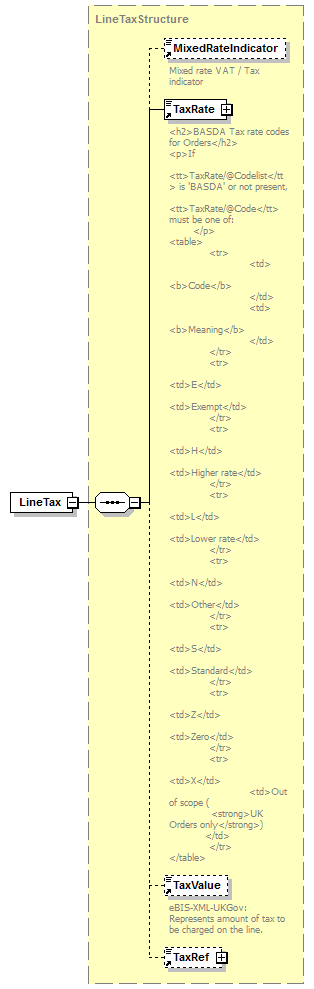 LineTaxStructure
MixedRateIndicator
Mixed rate VAT / Tax
indicator
TaxRate
<h2>BASDA Tax rate codes
for Orders</h2>
<p>If
<tt>TaxRate/@Codelist</tt
> is 'BASDA' or not present,
<tt>TaxRate/@Code</tt>
must be one of:
</p>
<table>
<tr>
<td>
<b>Code</b>
</td>
<td>
<b>Meaning</b>
</td>
</tr>
<tr>
<td>E</td>
<td>Exempt</td>
</tr>
<tr>
<td>H</td>
<td>Higher rate</td>
</tr>
<tr>
<td>L</td>
<td>Lower rate</td>
</tr>
<tr>
<td>N</td>
<td>Other</td>
</tr>
<tr>
<td>S</td>
<td>Standard</td>
</tr>
<tr>
<td>Z</td>
<td>Zero</td>
</tr>
<tr>
<td>X</td>
<td>Out
of scope (
<strong>UK
Orders only</strong>)
</td>
</tr>
</table>
LineTax
TaxValue
eBIS-XML-UKGov:
Represents amount of tax to
be charged on the line.
TaxRef